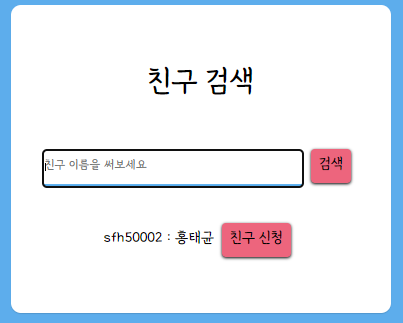 친구 검색
친구 이름을 써보세요 검색
sfh50002 : 홍태균 친구 신청